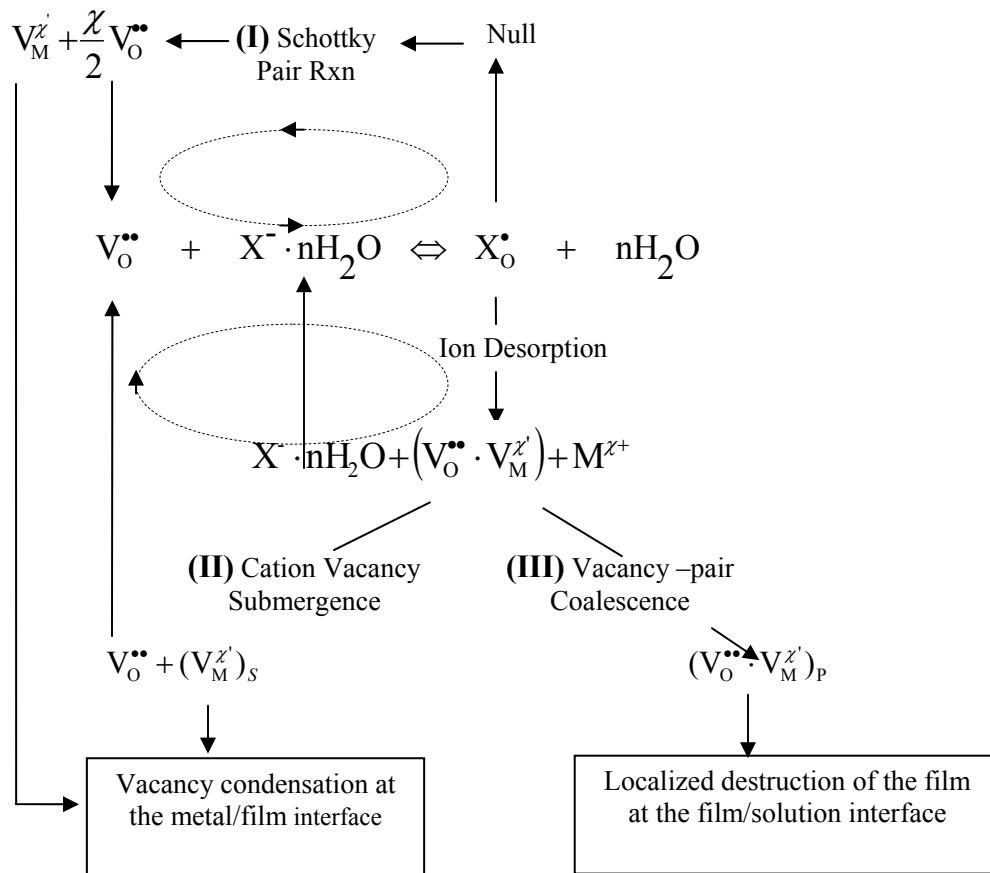 V_M^χ' + χ/2 V_O^•• (I) Schottky Null
Pair Rxn
V_O^•• + X^- · nH_2O ⇔ X_O^• + nH_2O
Ion Desorption
X^- · nH_2O + (V_O^•• · V_M^χ') + M^χ+
(II) Cation Vacancy
Submergence
(III) Vacancy –pair
Coalescence
V_O^•• + (V_M^χ')_S
(V_O^•• · V_M^χ')_P
Vacancy condensation at
the metal/film interface
Localized destruction of the film
at the film/solution interface